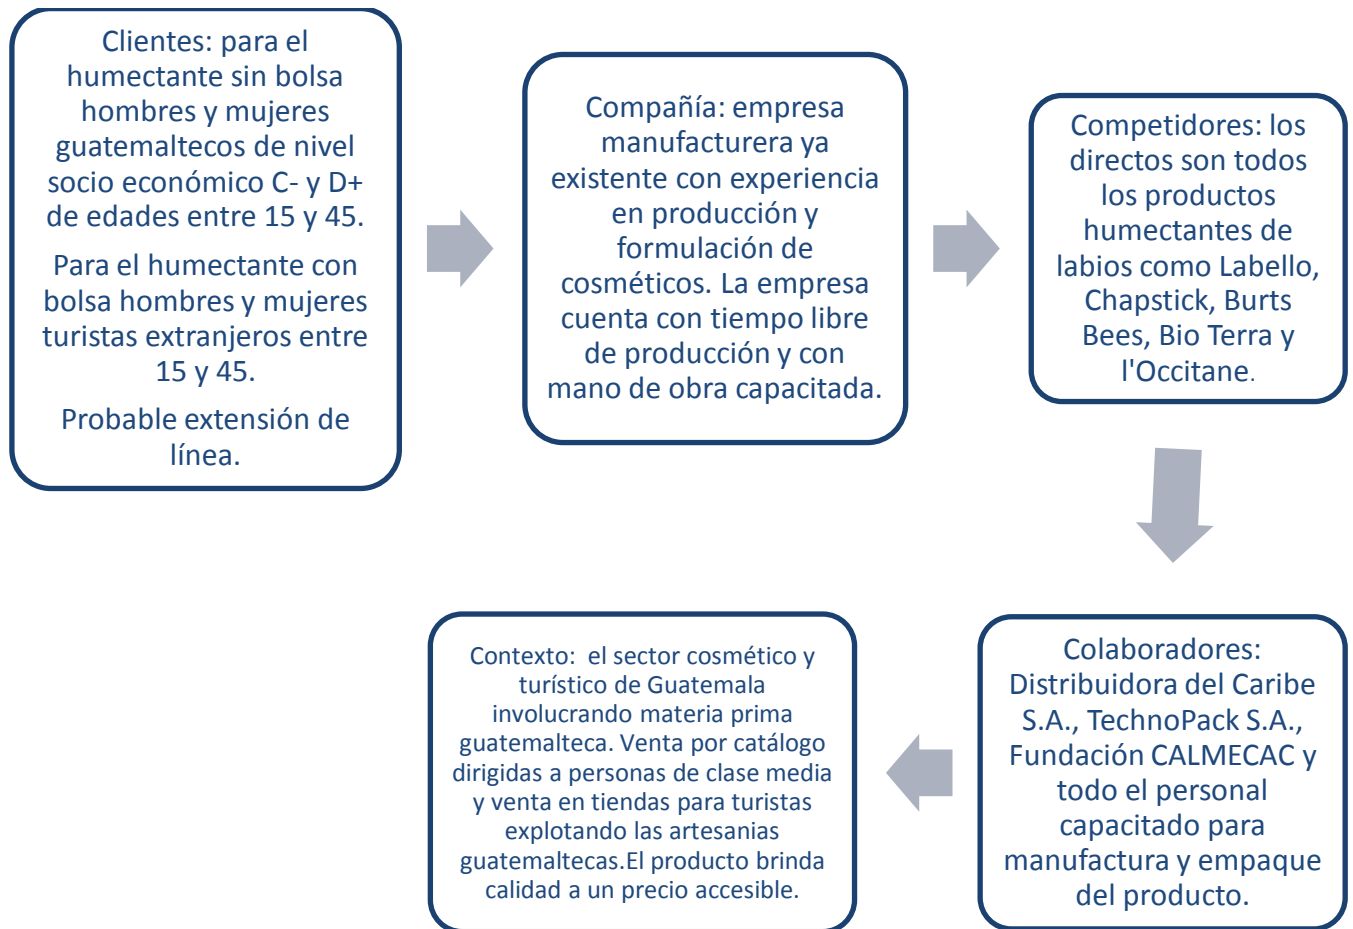 Clientes: para el
humectante sin bolsa
hombres y mujeres
guatemaltecos de nivel
socio económico C- y D+
de edades entre 15 y 45.
Para el humectante con
bolsa hombres y mujeres
turistas extranjeros entre
15 y 45.
Probable extensión de
línea.
Compañía: empresa
manufacturera ya
existente con experiencia
en producción y
formulación de
cosméticos. La empresa
cuenta con tiempo libre
de producción y con
mano de obra capacitada.
Competidores: los
directos son todos
los productos
humectantes de
labios como Labello,
Chapstick, Burts
Bees, Bio Terra y
l'Occitane.
Colaboradores:
Distribuidora del Caribe
S.A., TechnoPack S.A.,
Fundación CALMECAC y
todo el personal
capacitado para
manufactura y empaque
del producto.
Contexto: el sector cosmético y
turístico de Guatemala
involucrando materia prima
guatemalteca. Venta por catálogo
dirigidas a personas de clase media
y venta en tiendas para turistas
explotando las artesanias
guatemaltecas.El producto brinda
calidad a un precio accesible.